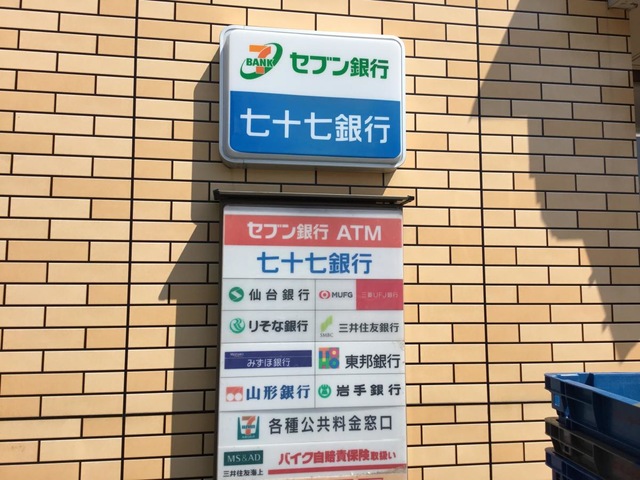 7 BANK セブン銀行
七十七銀行
セブン銀行 ATM
七十七銀行
仙台銀行 MUFG 三菱UFJ銀行
りそな銀行 SMBC 三井住友銀行
みずほ銀行 東邦銀行
山形銀行 岩手銀行
各種公共料金窓口
MS&AD
三井住友海上 バイク自賠責保険取扱い